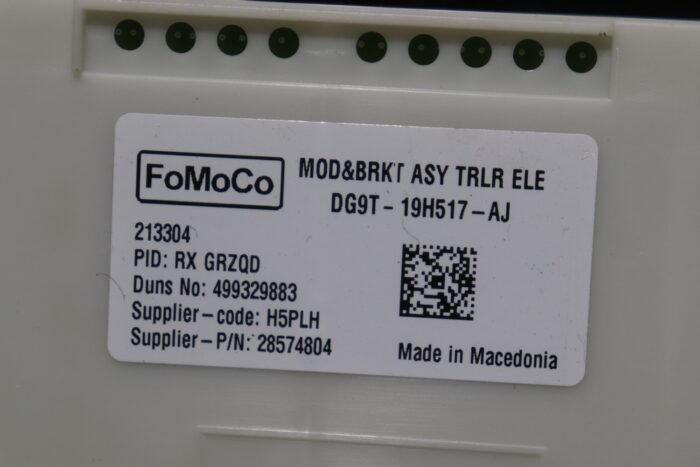 FoMoCo
MOD&BRKT ASY TRLR ELE
DG9T-19H517-AJ
213304
PID: RX GRZQD
Duns No: 499329883
Supplier-code: H5PLH
Supplier-P/N: 28574804
Made in Macedonia